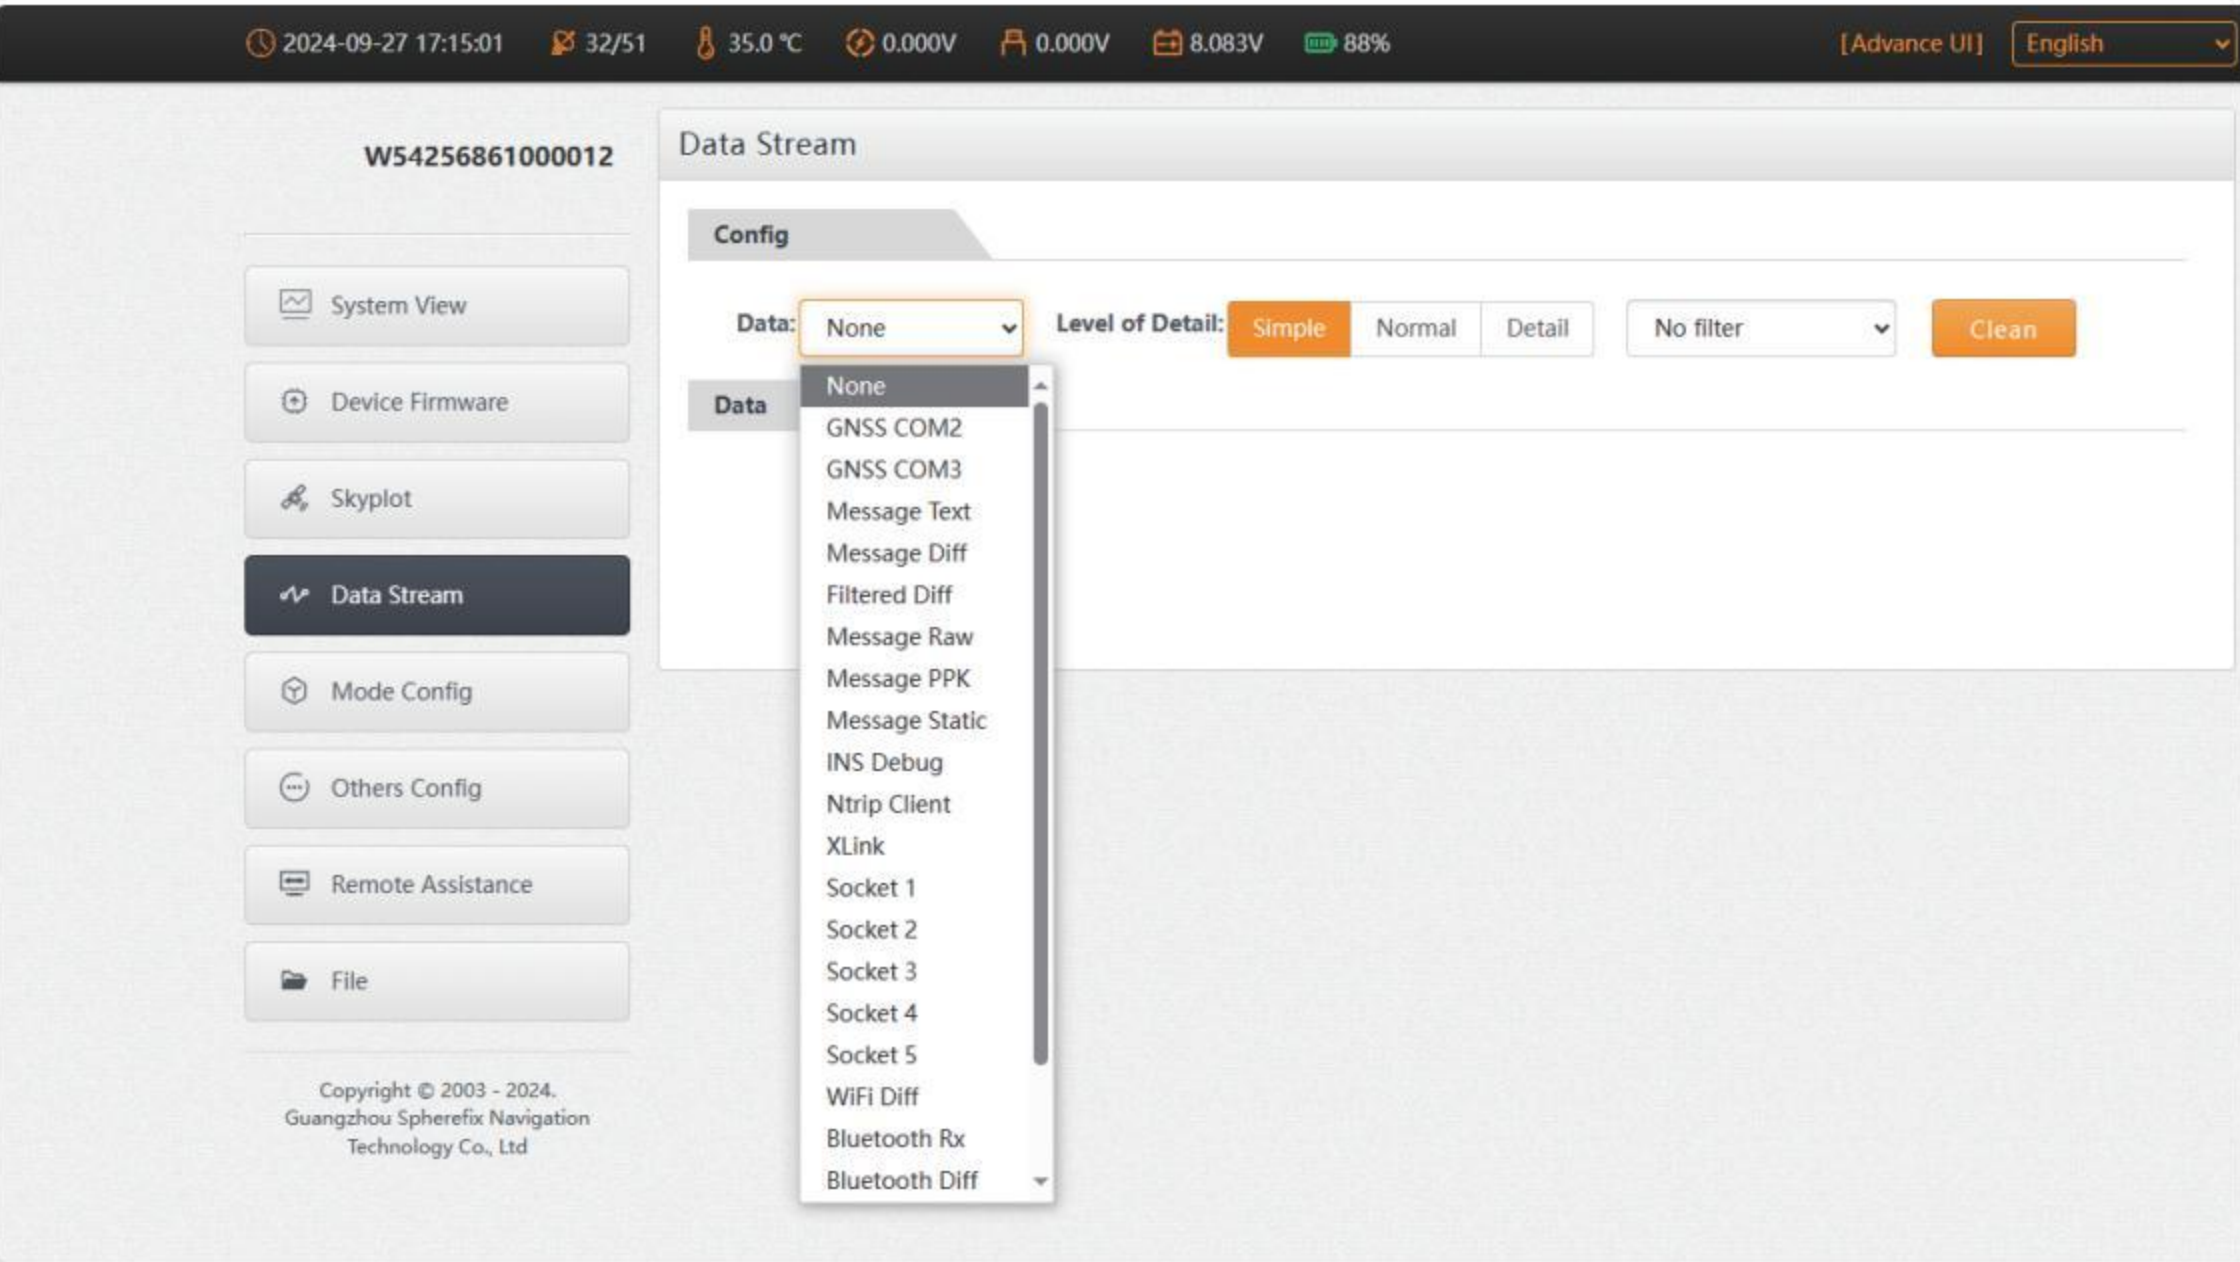 2024-09-27 17:15:01 32/51 35.0 ℃ 0.000V 0.000V 8.083V 88% [Advance UI] English
W54256861000012
System View
Device Firmware
Skyplot
Data Stream
Mode Config
Others Config
Remote Assistance
File
Copyright © 2003 - 2024.
Guangzhou Spherefix Navigation
Technology Co., Ltd
Data Stream
Config
Data: None Level of Detail: Simple Normal Detail No filter Clean
Data
None
GNSS COM2
GNSS COM3
Message Text
Message Diff
Filtered Diff
Message Raw
Message PPK
Message Static
INS Debug
Ntrip Client
XLink
Socket 1
Socket 2
Socket 3
Socket 4
Socket 5
WiFi Diff
Bluetooth Rx
Bluetooth Diff